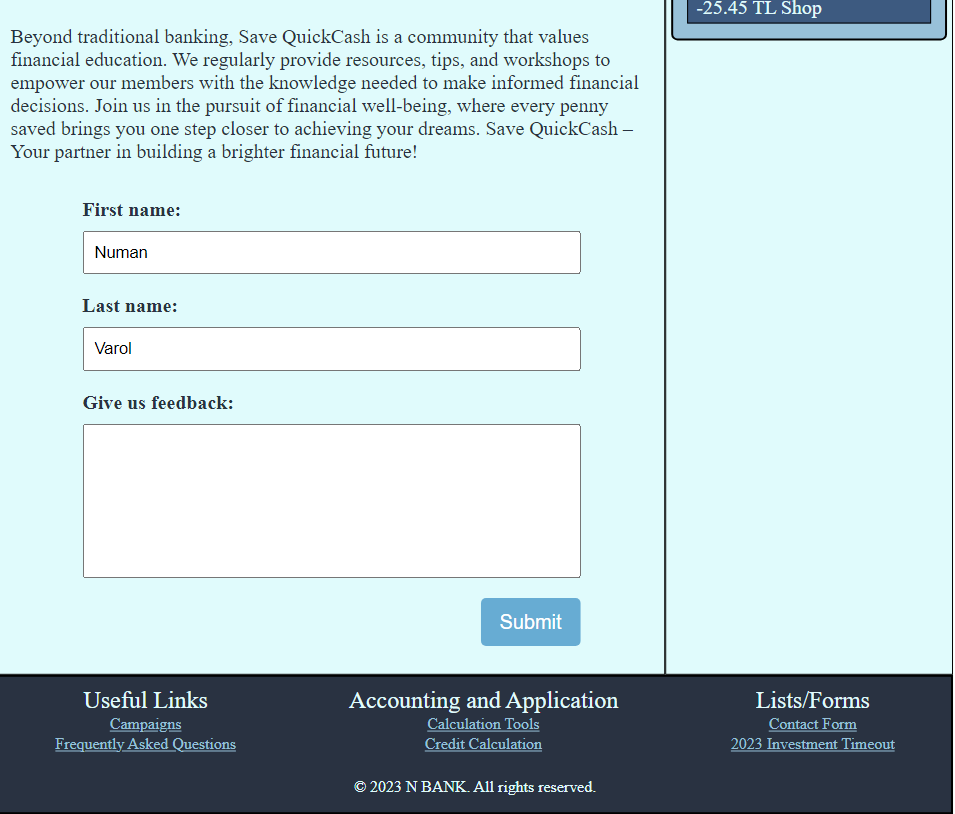 -25.45 TL Shop
Beyond traditional banking, Save QuickCash is a community that values
financial education. We regularly provide resources, tips, and workshops to
empower our members with the knowledge needed to make informed financial
decisions. Join us in the pursuit of financial well-being, where every penny
saved brings you one step closer to achieving your dreams. Save QuickCash –
Your partner in building a brighter financial future!
First name:
Numan
Last name:
Varol
Give us feedback:
Submit
Useful Links
Campaigns
Frequently Asked Questions
Accounting and Application
Calculation Tools
Credit Calculation
Lists/Forms
Contact Form
2023 Investment Timeout
© 2023 N BANK. All rights reserved.